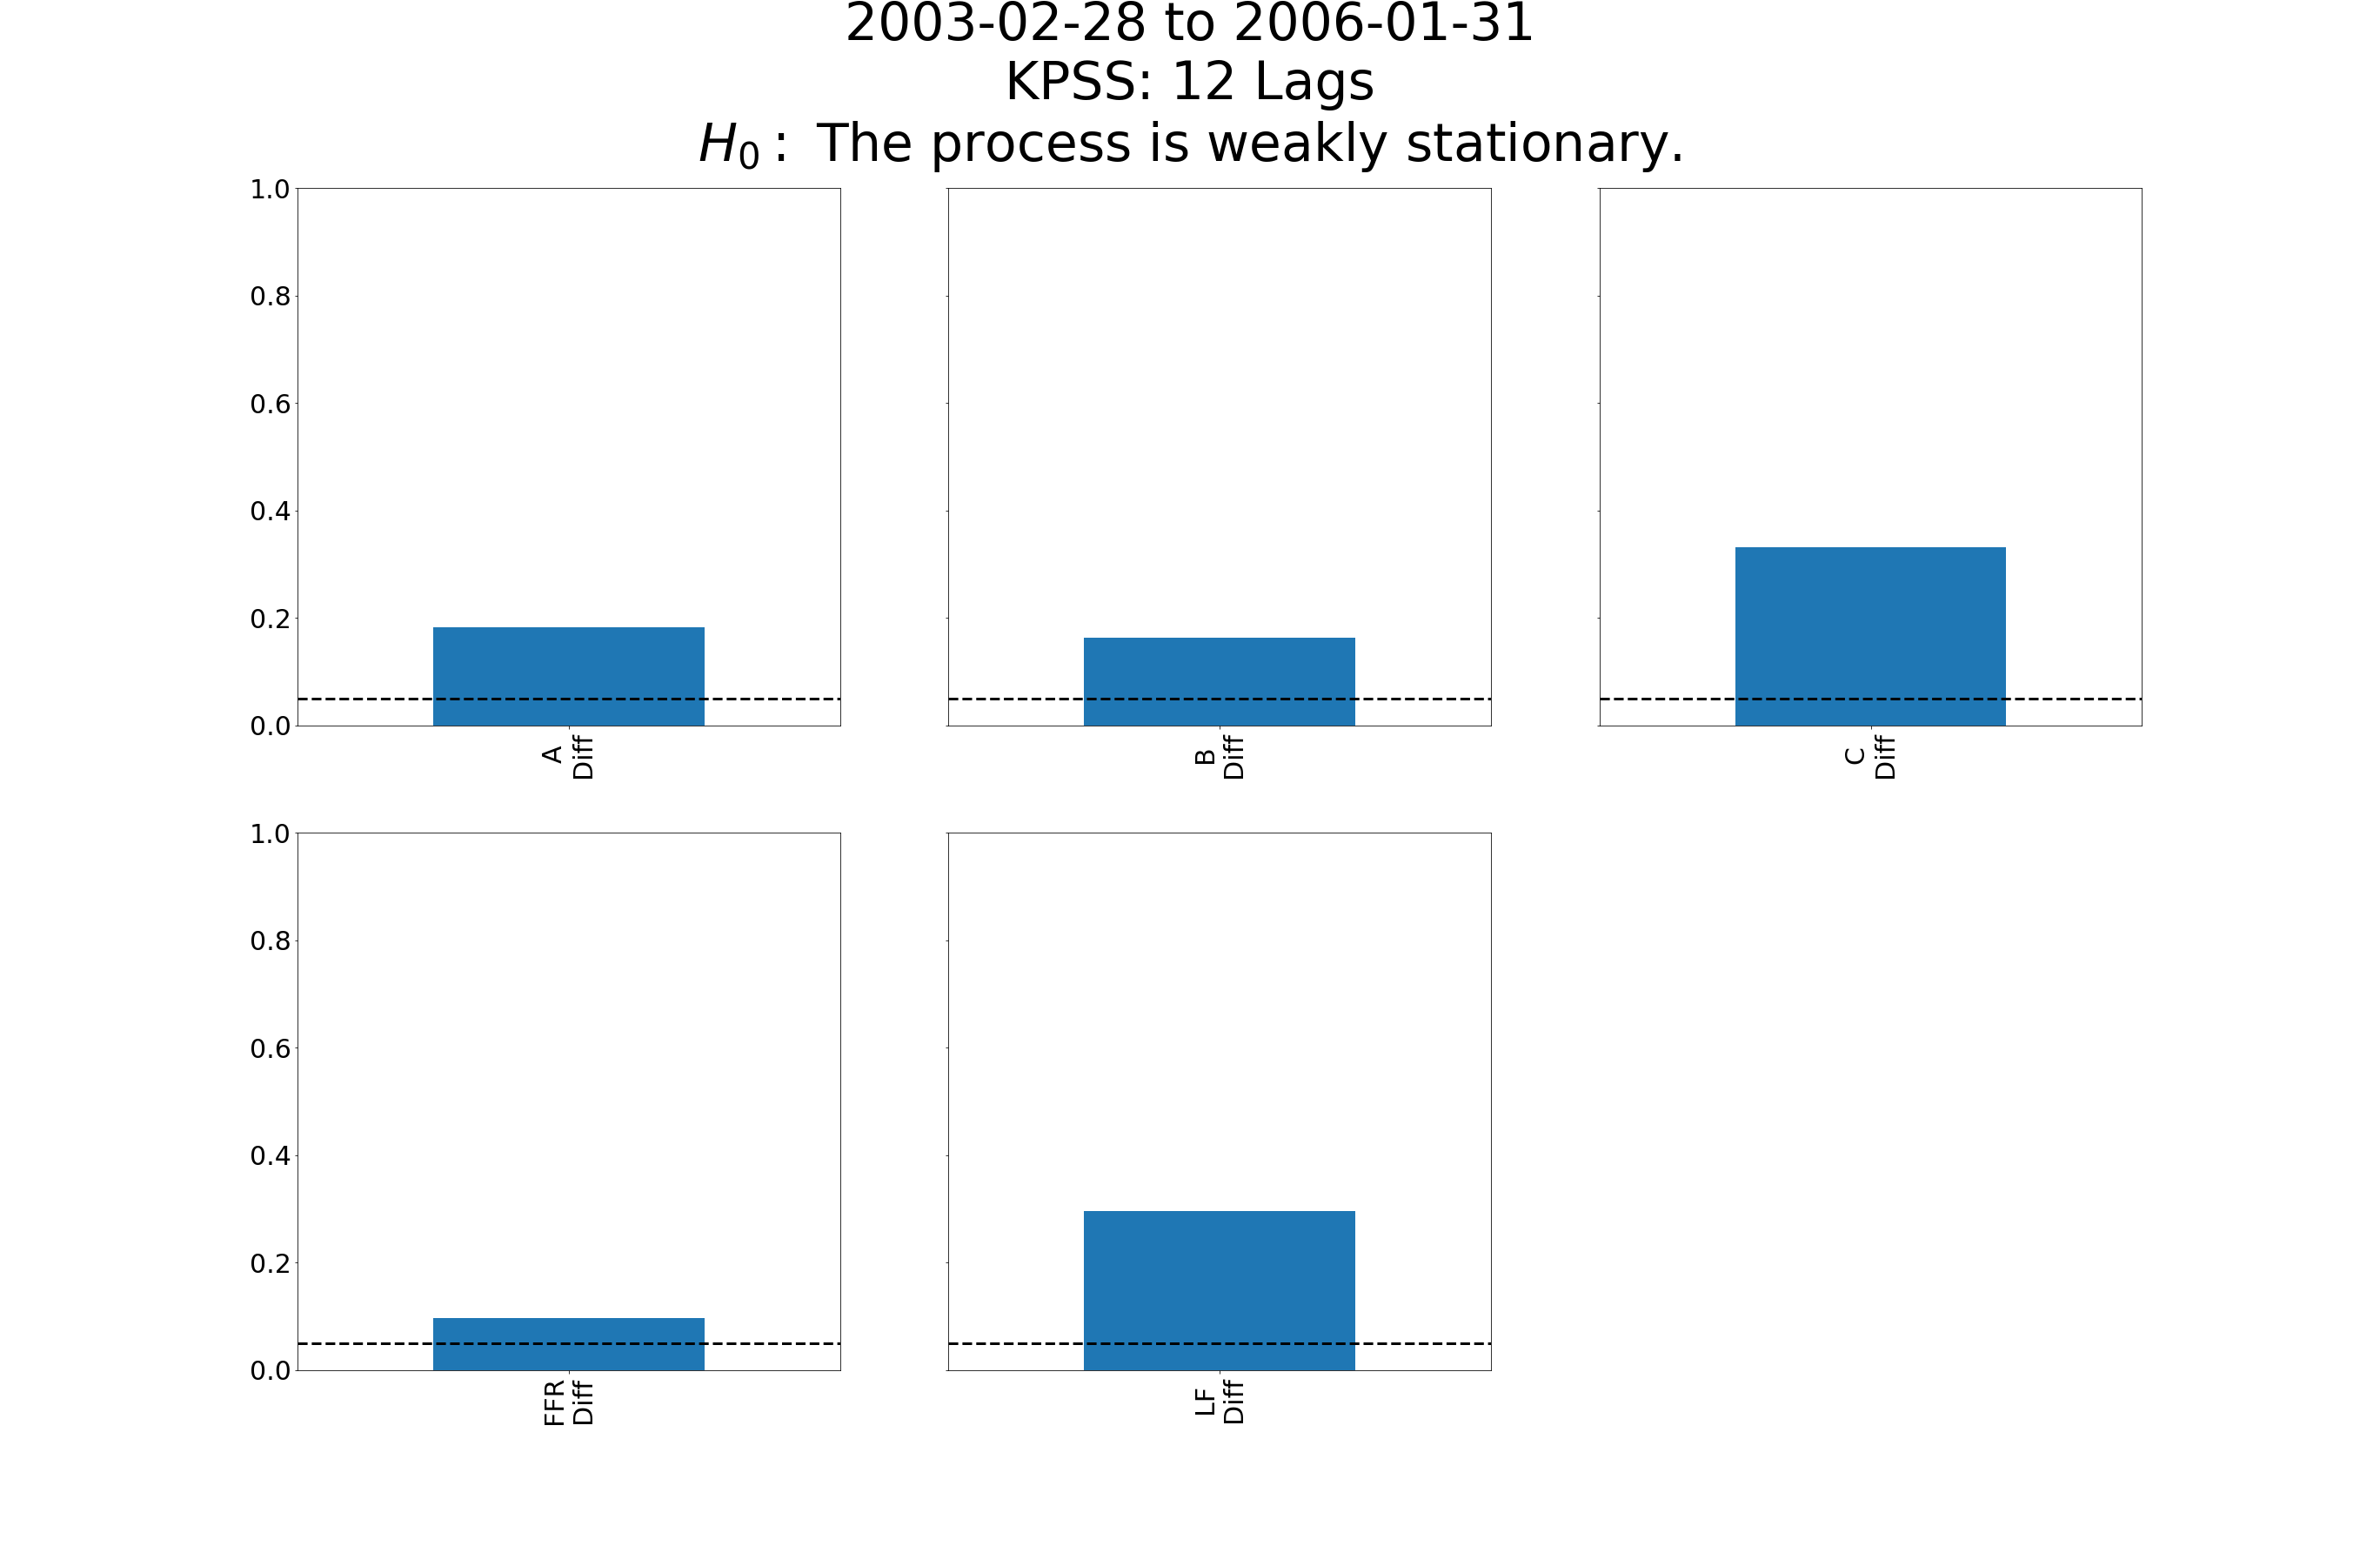 2003-02-28 to 2006-01-31
KPSS: 12 Lags
H₀ : The process is weakly stationary.
1.0
0.8
0.6
0.4
0.2
0.0
A
Diff
B
Diff
C
Diff
1.0
0.8
0.6
0.4
0.2
0.0
FFR
Diff
LF
Diff